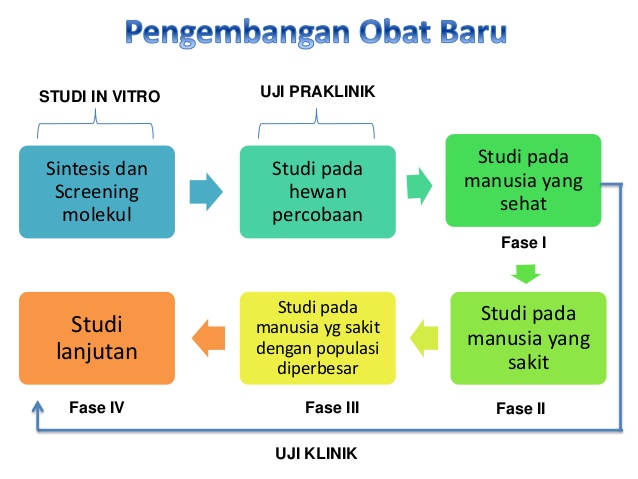 Pengembangan Obat Baru
STUDI IN VITRO
UJI PRAKLINIK
Sintesis dan
Screening
molekul
Studi pada
hewan
percobaan
Studi pada
manusia yang
sehat
Fase I
Studi
lanjutan
Studi pada
manusia yg sakit
dengan populasi
diperbesar
Studi pada
manusia yang
sakit
Fase IV
Fase III
Fase II
UJI KLINIK